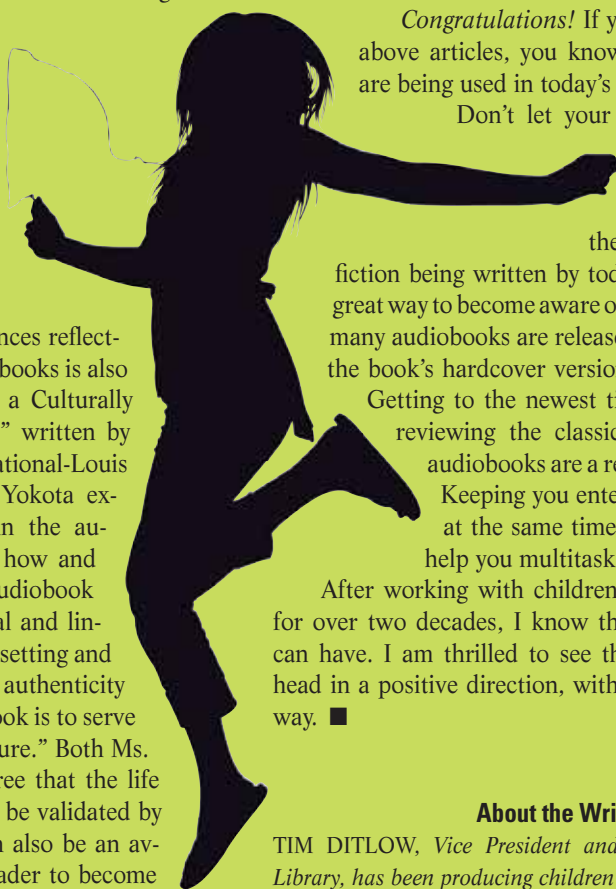 nces reflect-
books is also
a Culturally
” written by
ational-Louis
Yokota ex-
n the au-
how and
udiobook
al and lin-
setting and
authenticity
ook is to serve
ure.” Both Ms.
ree that the life
be validated by
also be an av-
ader to become
Congratulations! If y
above articles, you know
are being used in today's
Don't let your
the
fiction being written by tod
great way to become aware o
many audiobooks are release
the book's hardcover version
Getting to the newest ti
reviewing the classic
audiobooks are a re
Keeping you ente
at the same time
help you multitask
After working with children
for over two decades, I know th
can have. I am thrilled to see th
head in a positive direction, with
way. ■
About the Wri
TIM DITLOW, Vice President and
Library, has been producing children